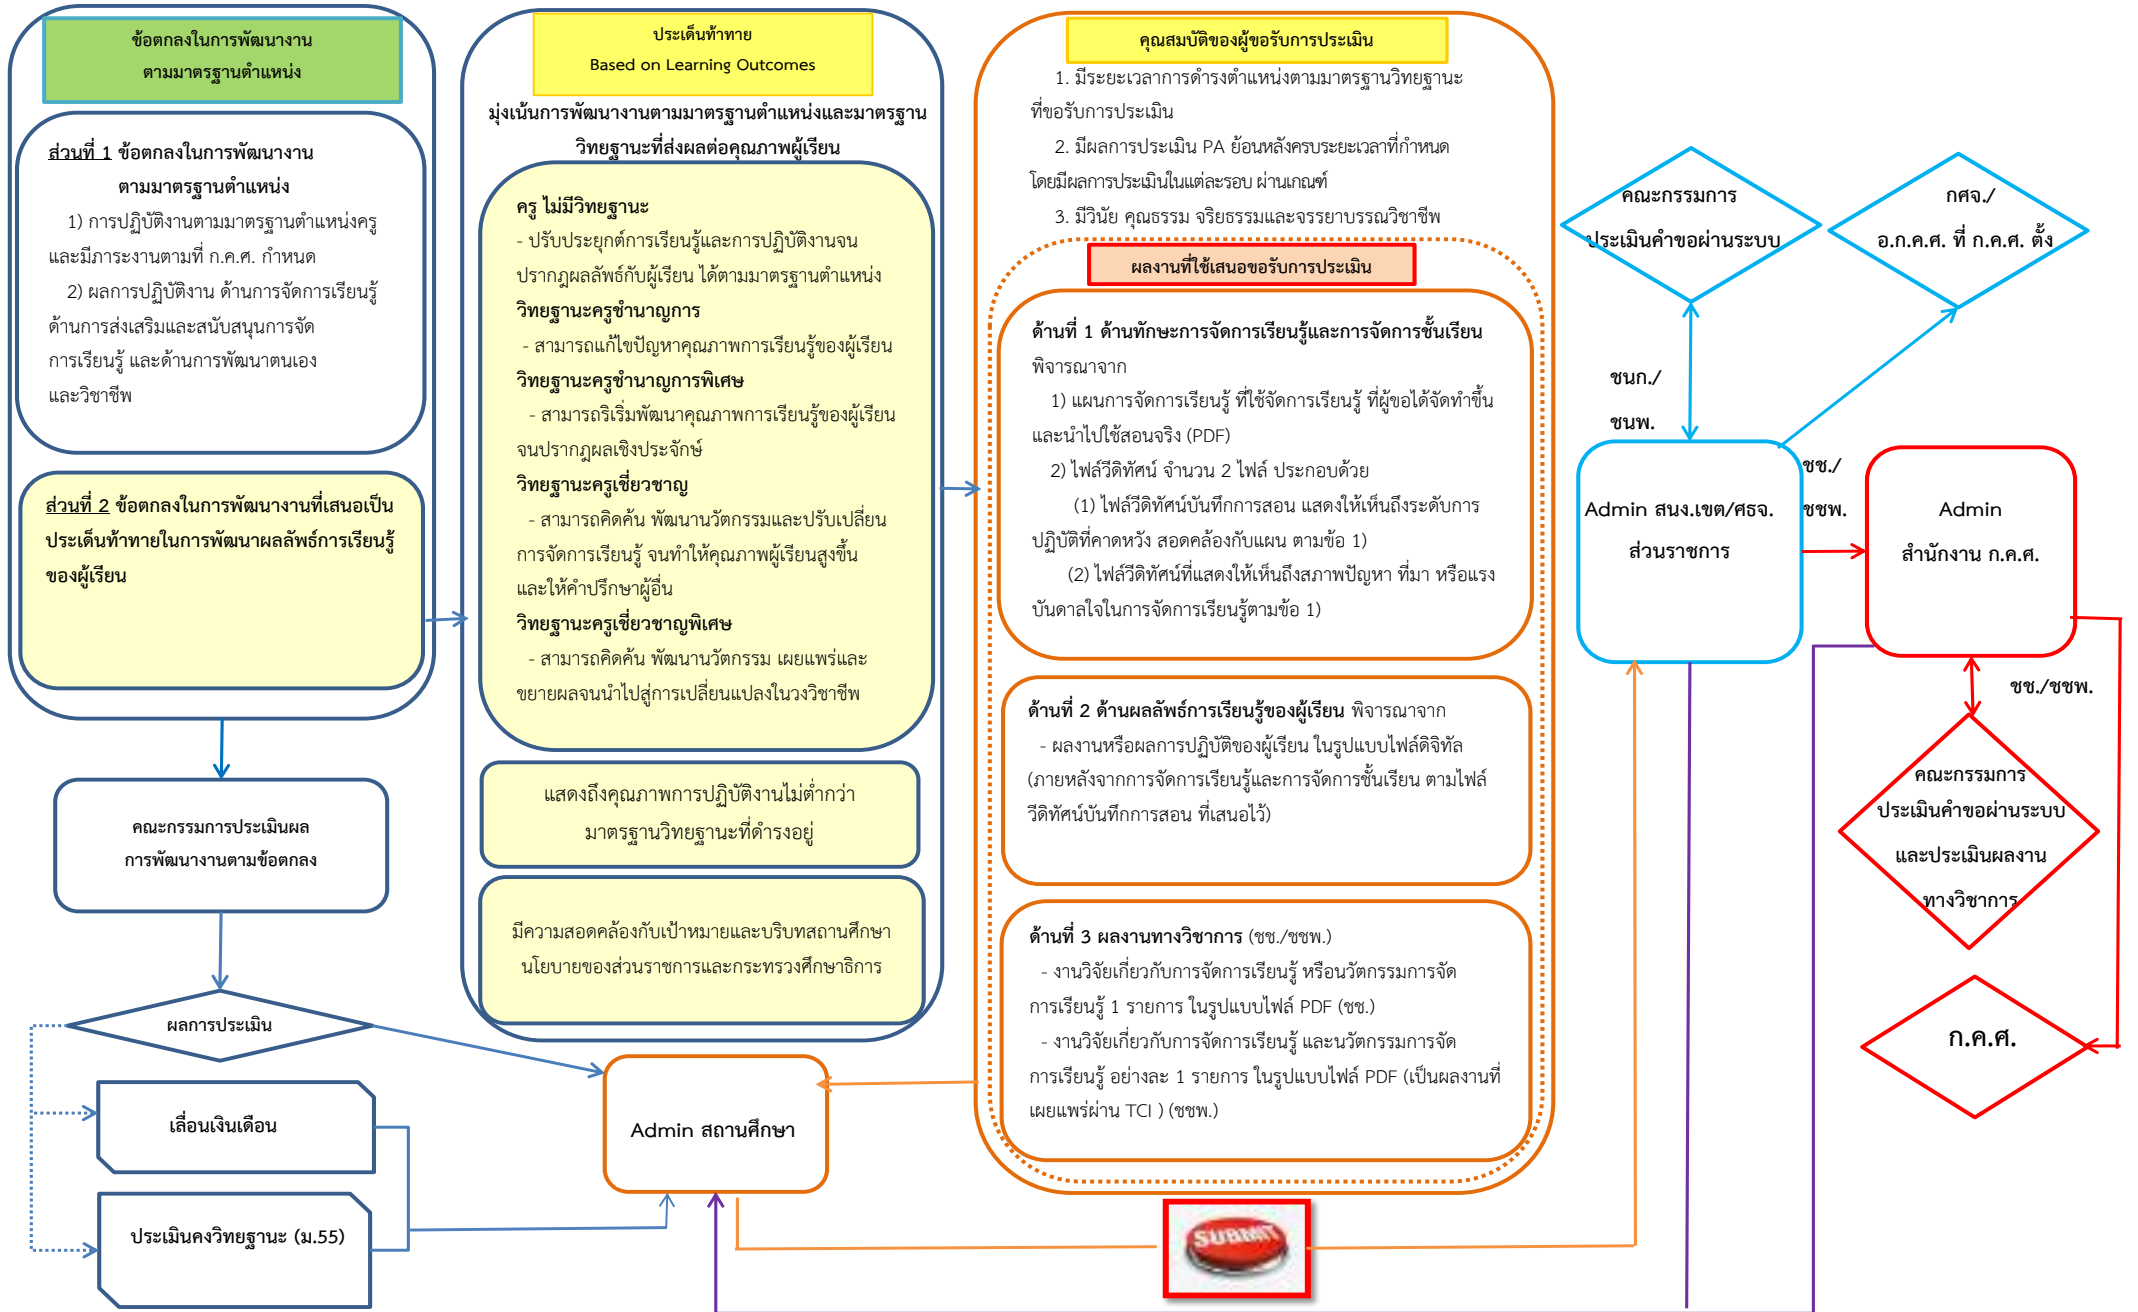 ข้อตกลงในการพัฒนางาน
ตามมาตรฐานตำแหน่ง
ส่วนที่ 1 ข้อตกลงในการพัฒนางาน
ตามมาตรฐานตำแหน่ง
1) การปฏิบัติงานตามมาตรฐานตำแหน่งครู
และมีภาระงานตามที่ ก.ค.ศ. กำหนด
2) ผลการปฏิบัติงาน ด้านการจัดการเรียนรู้
ด้านการส่งเสริมและสนับสนุนการจัด
การเรียนรู้ และด้านการพัฒนาตนเอง
และวิชาชีพ
ส่วนที่ 2 ข้อตกลงในการพัฒนางานที่เสนอเป็น
ประเด็นท้าทายในการพัฒนาผลลัพธ์การเรียนรู้
ของผู้เรียน
คณะกรรมการประเมินผล
การพัฒนางานตามข้อตกลง
ผลการประเมิน
เลื่อนเงินเดือน
ประเมินคงวิทยฐานะ (ม.55)
ประเด็นท้าทาย
Based on Learning Outcomes
มุ่งเน้นการพัฒนางานตามมาตรฐานตำแหน่งและมาตรฐาน
วิทยฐานะที่ส่งผลต่อคุณภาพผู้เรียน
ครู ไม่มีวิทยฐานะ
- ปรับประยุกต์การเรียนรู้และการปฏิบัติงานจน
ปรากฏผลลัพธ์กับผู้เรียน ได้ตามมาตรฐานตำแหน่ง
วิทยฐานะครูชำนาญการ
- สามารถแก้ไขปัญหาคุณภาพการเรียนรู้ของผู้เรียน
วิทยฐานะครูชำนาญการพิเศษ
- สามารถริเริ่มพัฒนาคุณภาพการเรียนรู้ของผู้เรียน
จนปรากฏผลเชิงประจักษ์
วิทยฐานะครูเชี่ยวชาญ
- สามารถคิดค้น พัฒนานวัตกรรมและปรับเปลี่ยน
การจัดการเรียนรู้ จนทำให้คุณภาพผู้เรียนสูงขึ้น
และให้คำปรึกษาผู้อื่น
วิทยฐานะครูเชี่ยวชาญพิเศษ
- สามารถคิดค้น พัฒนานวัตกรรม เผยแพร่และ
ขยายผลจนนำไปสู่การเปลี่ยนแปลงในวงวิชาชีพ
แสดงถึงคุณภาพการปฏิบัติงานไม่ต่ำกว่า
มาตรฐานวิทยฐานะที่ดำรงอยู่
มีความสอดคล้องกับเป้าหมายและบริบทสถานศึกษา
นโยบายของส่วนราชการและกระทรวงศึกษาธิการ
Admin สถานศึกษา
คุณสมบัติของผู้ขอรับการประเมิน
1. มีระยะเวลาการดำรงตำแหน่งตามมาตรฐานวิทยฐานะ
ที่ขอรับการประเมิน
2. มีผลการประเมิน PA ย้อนหลังครบระยะเวลาที่กำหนด
โดยมีผลการประเมินในแต่ละรอบ ผ่านเกณฑ์
3. มีวินัย คุณธรรม จริยธรรมและจรรยาบรรณวิชาชีพ
ผลงานที่ใช้เสนอขอรับการประเมิน
ด้านที่ 1 ด้านทักษะการจัดการเรียนรู้และการจัดการชั้นเรียน
พิจารณาจาก
1) แผนการจัดการเรียนรู้ ที่ใช้จัดการเรียนรู้ ที่ผู้ขอได้จัดทำขึ้น
และนำไปใช้สอนจริง (PDF)
2) ไฟล์วีดิทัศน์ จำนวน 2 ไฟล์ ประกอบด้วย
(1) ไฟล์วีดิทัศน์บันทึกการสอน แสดงให้เห็นถึงระดับการ
ปฏิบัติที่คาดหวัง สอดคล้องกับแผน ตามข้อ 1)
(2) ไฟล์วีดิทัศน์ที่แสดงให้เห็นถึงสภาพปัญหา ที่มา หรือแรง
บันดาลใจในการจัดการเรียนรู้ตามข้อ 1)
ด้านที่ 2 ด้านผลลัพธ์การเรียนรู้ของผู้เรียน พิจารณาจาก
- ผลงานหรือผลการปฏิบัติของผู้เรียน ในรูปแบบไฟล์ดิจิทัล
(ภายหลังจากการจัดการเรียนรู้และการจัดการชั้นเรียน ตามไฟล์
วีดิทัศน์บันทึกการสอน ที่เสนอไว้)
ด้านที่ 3 ผลงานทางวิชาการ (ชช./ชชพ.)
- งานวิจัยเกี่ยวกับการจัดการเรียนรู้ หรือนวัตกรรมการจัด
การเรียนรู้ 1 รายการ ในรูปแบบไฟล์ PDF (ชช.)
- งานวิจัยเกี่ยวกับการจัดการเรียนรู้ และนวัตกรรมการจัด
การเรียนรู้ อย่างละ 1 รายการ ในรูปแบบไฟล์ PDF (เป็นผลงานที่
เผยแพร่ผ่าน TCI ) (ชชพ.)
SUBMIT
คณะกรรมการ
ประเมินคำขอผ่านระบบ
กศจ./
อ.ก.ค.ศ. ที่ ก.ค.ศ. ตั้ง
ชนก./
ชนพ.
Admin สนง.เขต/ศธจ.
ส่วนราชการ
ชช./
ชชพ.
Admin
สำนักงาน ก.ค.ศ.
ชช./ชชพ.
คณะกรรมการ
ประเมินคำขอผ่านระบบ
และประเมินผลงาน
ทางวิชาการ
ก.ค.ศ.